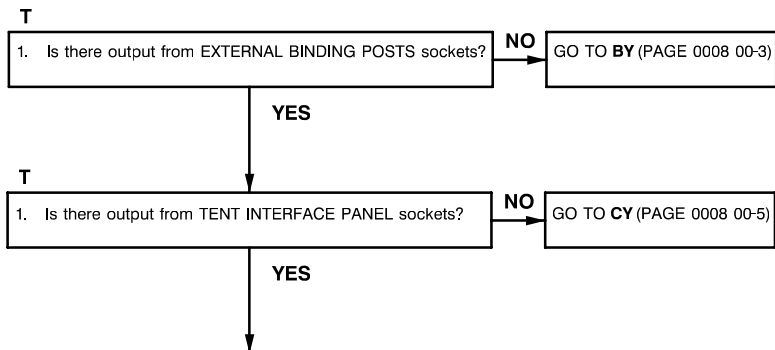 T
1. Is there output from EXTERNAL BINDING POSTS sockets?
NO
GO TO BY (PAGE 0008 00-3)
YES
T
1. Is there output from TENT INTERFACE PANEL sockets?
NO
GO TO CY (PAGE 0008 00-5)
YES